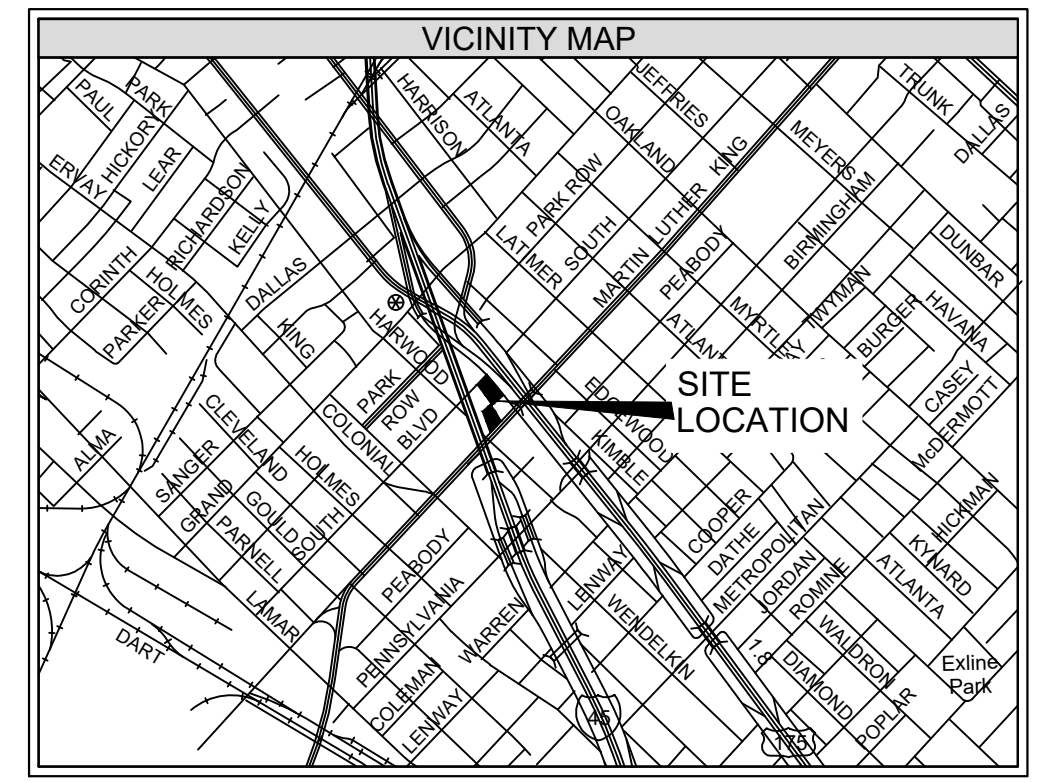 VICINITY MAP
PAUL
PARK
HICKORY
LEAR
ERVAY
RICHARDSON
KELLY
CORINTH
HOLMES
PARKER
DALLAS
KING
HARRISON
ATLANTA
JEFFRIES
OAKLAND
PARK ROW
LATIMER
SOUTH
MARTIN LUTHER KING
TRUNK
DALLAS
MEYERS
BIRMINGHAM
PEABODY
DUNBAR
MYRTLE
TWYMAN
BURGER
HAVANA
CASEY
McDERMOTT
HARWOOD
PARK
ROW
BLVD
COLONIAL
SITE
LOCATION
KIMBLE
CLEVELAND
HOLMES
ALMA
SANGER
GRAND
GOULD
SOUTH
PARNELL
LAMAR
DART
PEABODY
PENNSYLVANIA
WARREN
COLEMAN
LENWAY
LENWAY
WENDELKIN
COOPER
DATHE
METROPOLITAN
JORDAN
ROMINE
1.8
DIAMOND
WALDRON
POPLAR
HICKMAN
KYNARD
ATLANTA
Exline
Park
45
175